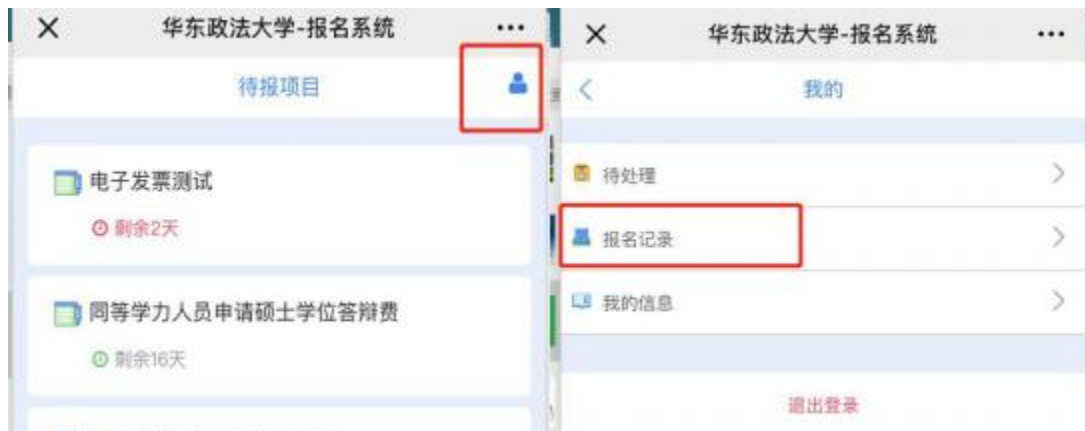 华东政法大学-报名系统
待报项目
电子发票测试
剩余2天
同等学力人员申请硕士学位答辩费
剩余16天
华东政法大学-报名系统
我的
待处理
报名记录
我的信息
退出登录